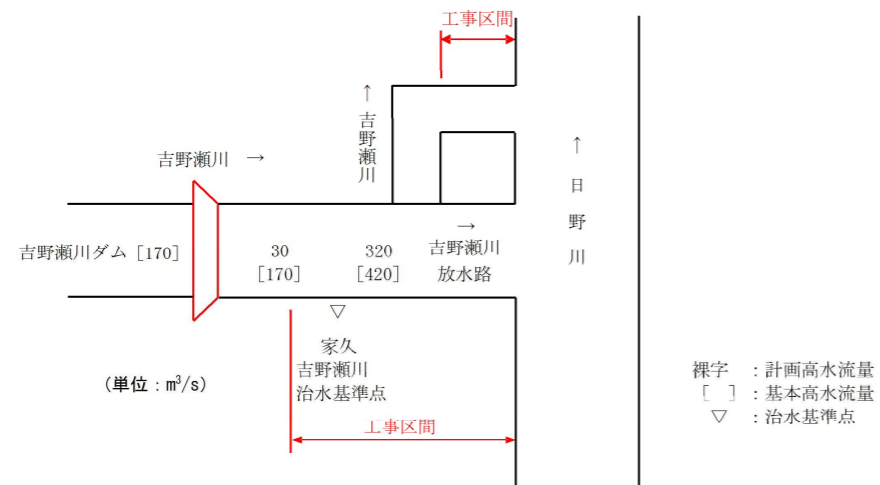 工事区間
↑吉野瀬川
吉野瀬川 →
↑日野川
吉野瀬川ダム [170]
30
[170]
320
[420]
→
吉野瀬川
放水路
▽
家久
吉野瀬川
治水基準点
(単位:m³/s)
工事区間
裸字 :計画高水流量
[ ] :基本高水流量
▽ :治水基準点